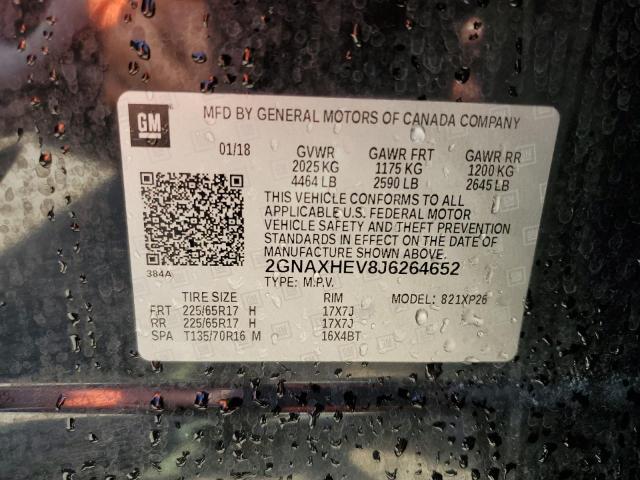 GM
MFD BY GENERAL MOTORS OF CANADA COMPANY
01/18 GVWR GAWR FRT GAWR RR
2025 KG 1175 KG 1200 KG
4464 LB 2590 LB 2645 LB
THIS VEHICLE CONFORMS TO ALL
APPLICABLE U.S. FEDERAL MOTOR
VEHICLE SAFETY AND THEFT PREVENTION
STANDARDS IN EFFECT ON THE DATE OF
MANUFACTURE SHOWN ABOVE.
2GNAXHEV8J6264652
384A TYPE: M.P.V.
TIRE SIZE RIM MODEL: 821XP26
FRT 225/65R17 H 17X7J
RR 225/65R17 H 17X7J
SPA T135/70R16 M 16X4BT